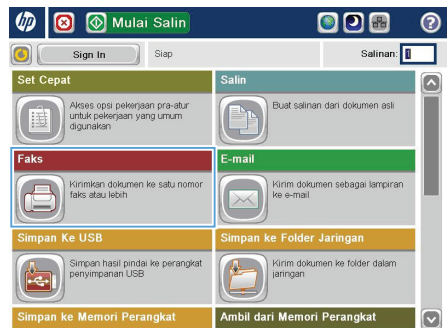 hp
Mulai Salin
?
Sign In
Siap
Salinan: 1
Set Cepat
Akses opsi pekerjaan pra-atur
untuk pekerjaan yang umum
digunakan
Salin
Buat salinan dari dokumen asli
Faks
Kirimkan dokumen ke satu nomor
faks atau lebih
E-mail
Kirim dokumen sebagai lampiran
ke e-mail
Simpan Ke USB
Simpan hasil pindai ke perangkat
penyimpanan USB
Simpan ke Folder Jaringan
Kirim dokumen ke folder dalam
jaringan
Simpan ke Memori Perangkat
Ambil dari Memori Perangkat